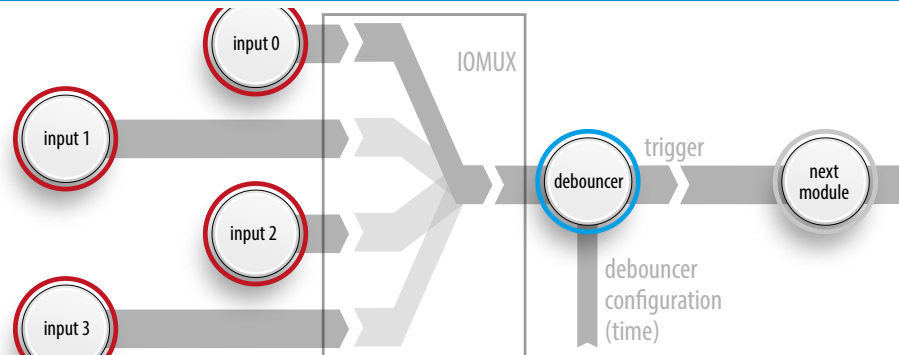 input 0
IOMUX
input 1
trigger
debouncer
next
module
input 2
debouncer
configuration
(time)
input 3